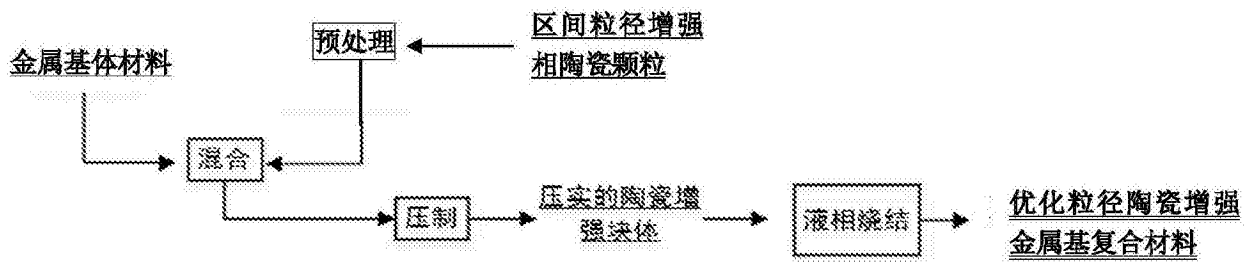 金属基体材料
预处理
区间粒径增强
相陶瓷颗粒
混合
压制
压实的陶瓷增
强块体
液相烧结
优化粒径陶瓷增强
金属基复合材料